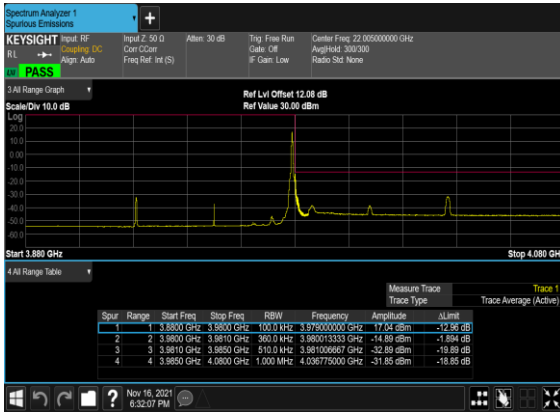 Spectrum Analyzer 1
Spurious Emissions
+
KEYSIGHT Input: RF Input Z: 50 Ω Atten: 30 dB Trig: Free Run Center Freq: 22.005000000 GHz
RL Coupling: DC Corr CCorr Gate: Off Avg|Hold: 300/300
Align: Auto Freq Ref: Int (S) IF Gain: Low Radio Std: None
PASS
3 All Range Graph
Ref Lvl Offset 12.08 dB
Scale/Div 10.0 dB Ref Value 30.00 dBm
Log
20.0
10.0
0.00
-10.0
-20.0
-30.0
-40.0
-50.0
-60.0
Start 3.880 GHz Stop 4.080 GH
4 All Range Table
Measure Trace Trace 1
Trace Type Trace Average (Active)
Spur Range Start Freq Stop Freq RBW Frequency Amplitude ΔLimit
1 1 3.8800 GHz 3.9800 GHz 100.0 kHz 3.979000000 GHz 17.04 dBm -12.96 dB
2 2 3.9800 GHz 3.9810 GHz 360.0 kHz 3.980013333 GHz -14.89 dBm -1.894 dB
3 3 3.9810 GHz 3.9850 GHz 510.0 kHz 3.981006667 GHz -32.89 dBm -19.89 dB
4 4 3.9850 GHz 4.0800 GHz 1.000 MHz 4.036775000 GHz -31.85 dBm -18.85 dB
? Nov 16, 2021
6:32:07 PM